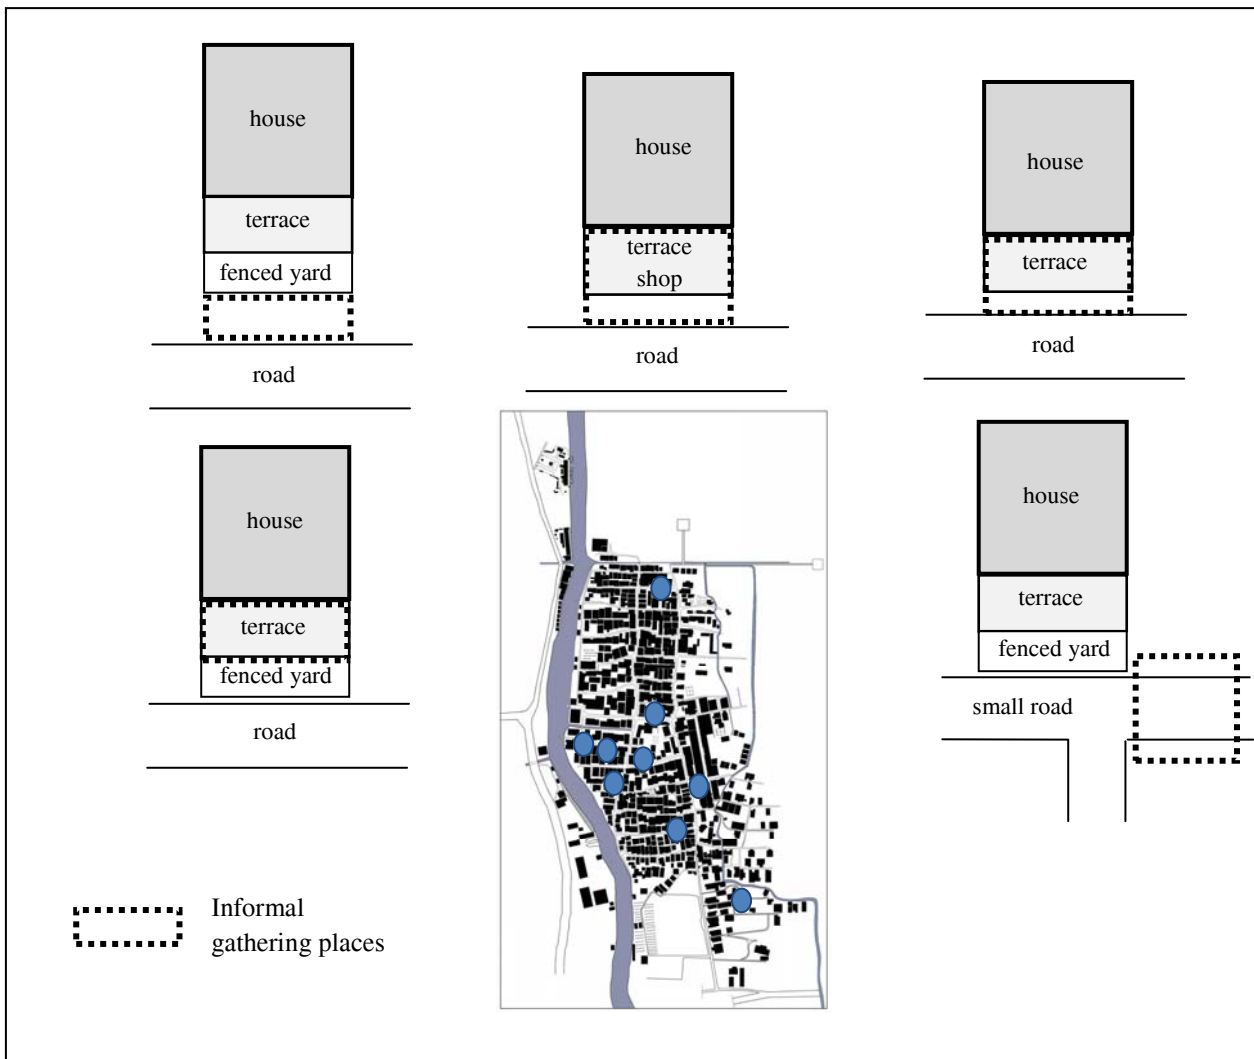 house
terrace
fenced yard
road
house
terrace
shop
road
house
terrace
road
house
terrace
fenced yard
road
house
terrace
fenced yard
small road
Informal
gathering places